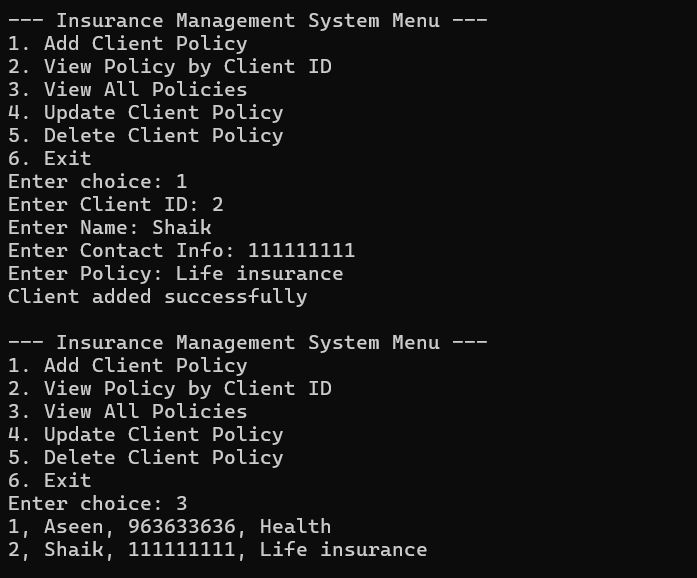 --- Insurance Management System Menu ---
1. Add Client Policy
2. View Policy by Client ID
3. View All Policies
4. Update Client Policy
5. Delete Client Policy
6. Exit
Enter choice: 1
Enter Client ID: 2
Enter Name: Shaik
Enter Contact Info: 111111111
Enter Policy: Life insurance
Client added successfully

--- Insurance Management System Menu ---
1. Add Client Policy
2. View Policy by Client ID
3. View All Policies
4. Update Client Policy
5. Delete Client Policy
6. Exit
Enter choice: 3
1, Aseen, 963633636, Health
2, Shaik, 111111111, Life insurance